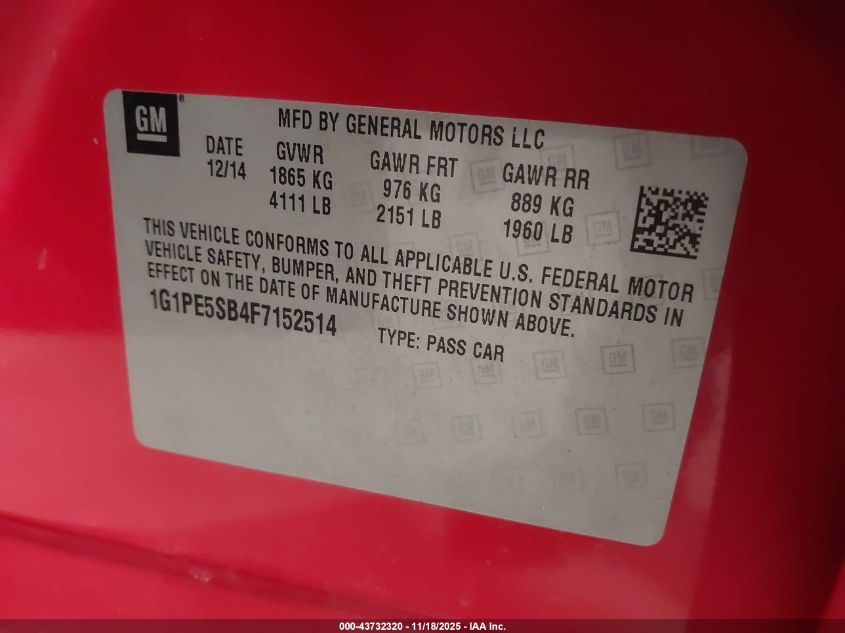 GM®
MFD BY GENERAL MOTORS LLC
DATE GVWR GAWR FRT GAWR RR
12/14 1865 KG 976 KG 889 KG
4111 LB 2151 LB 1960 LB
THIS VEHICLE CONFORMS TO ALL APPLICABLE U.S. FEDERAL MOTOR
VEHICLE SAFETY, BUMPER, AND THEFT PREVENTION STANDARDS IN
EFFECT ON THE DATE OF MANUFACTURE SHOWN ABOVE.
1G1PE5SB4F7152514 TYPE: PASS CAR
000-43732320 - 11/18/2025 - IAA Inc.